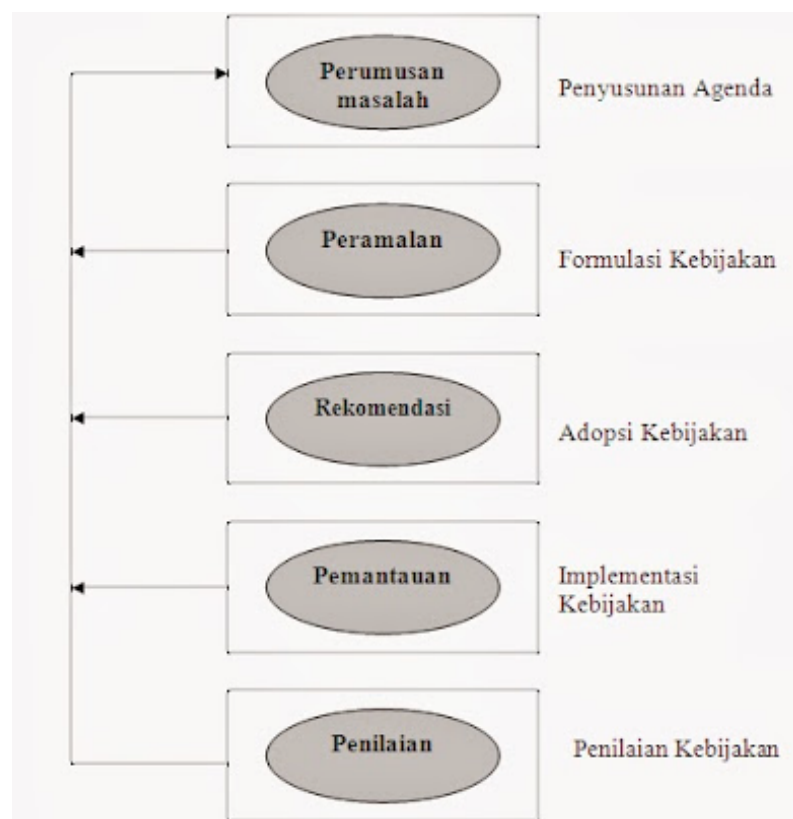 Perumusan
masalah
Penyusunan Agenda
Peramalan
Formulasi Kebijakan
Rekomendasi
Adopsi Kebijakan
Pemantauan
Implementasi
Kebijakan
Penilaian
Penilaian Kebijakan